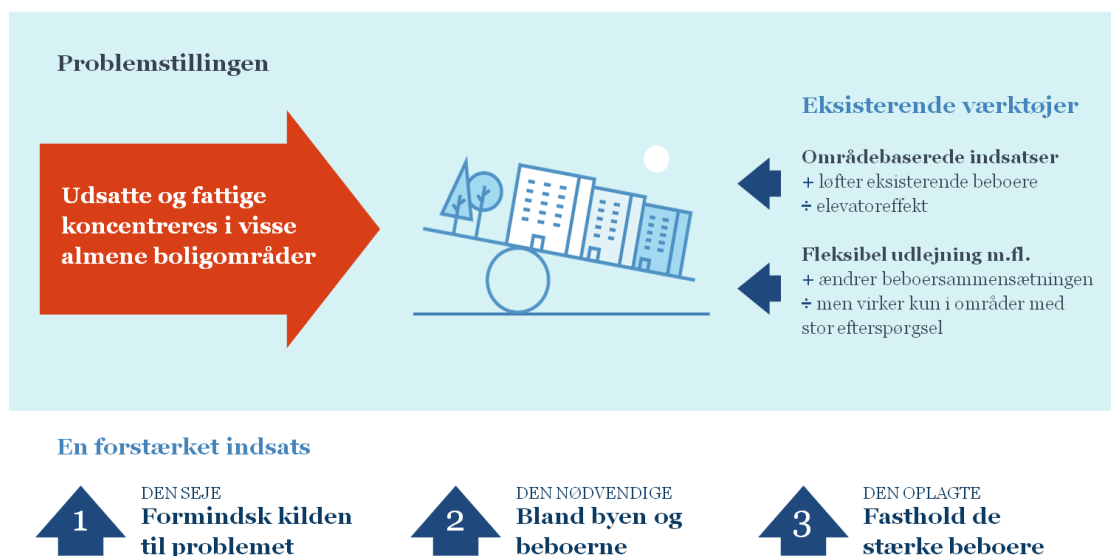 Problemstillingen
Udsatte og fattige
koncentreres i visse
almene boligområder
Eksisterende værktøjer
Områdebaserede indsatser
+ løfter eksisterende beboere
÷ elevatoreffekt
Fleksibel udlejning m.fl.
+ ændrer beboersammensætningen
÷ men virker kun i områder med
stor efterspørgsel
En forstærket indsats
1
DEN SEJE
Formindsk kilden
til problemet
2
DEN NØDVENDIGE
Bland byen og
beboerne
3
DEN OPLAGTE
Fasthold de
stærke beboere